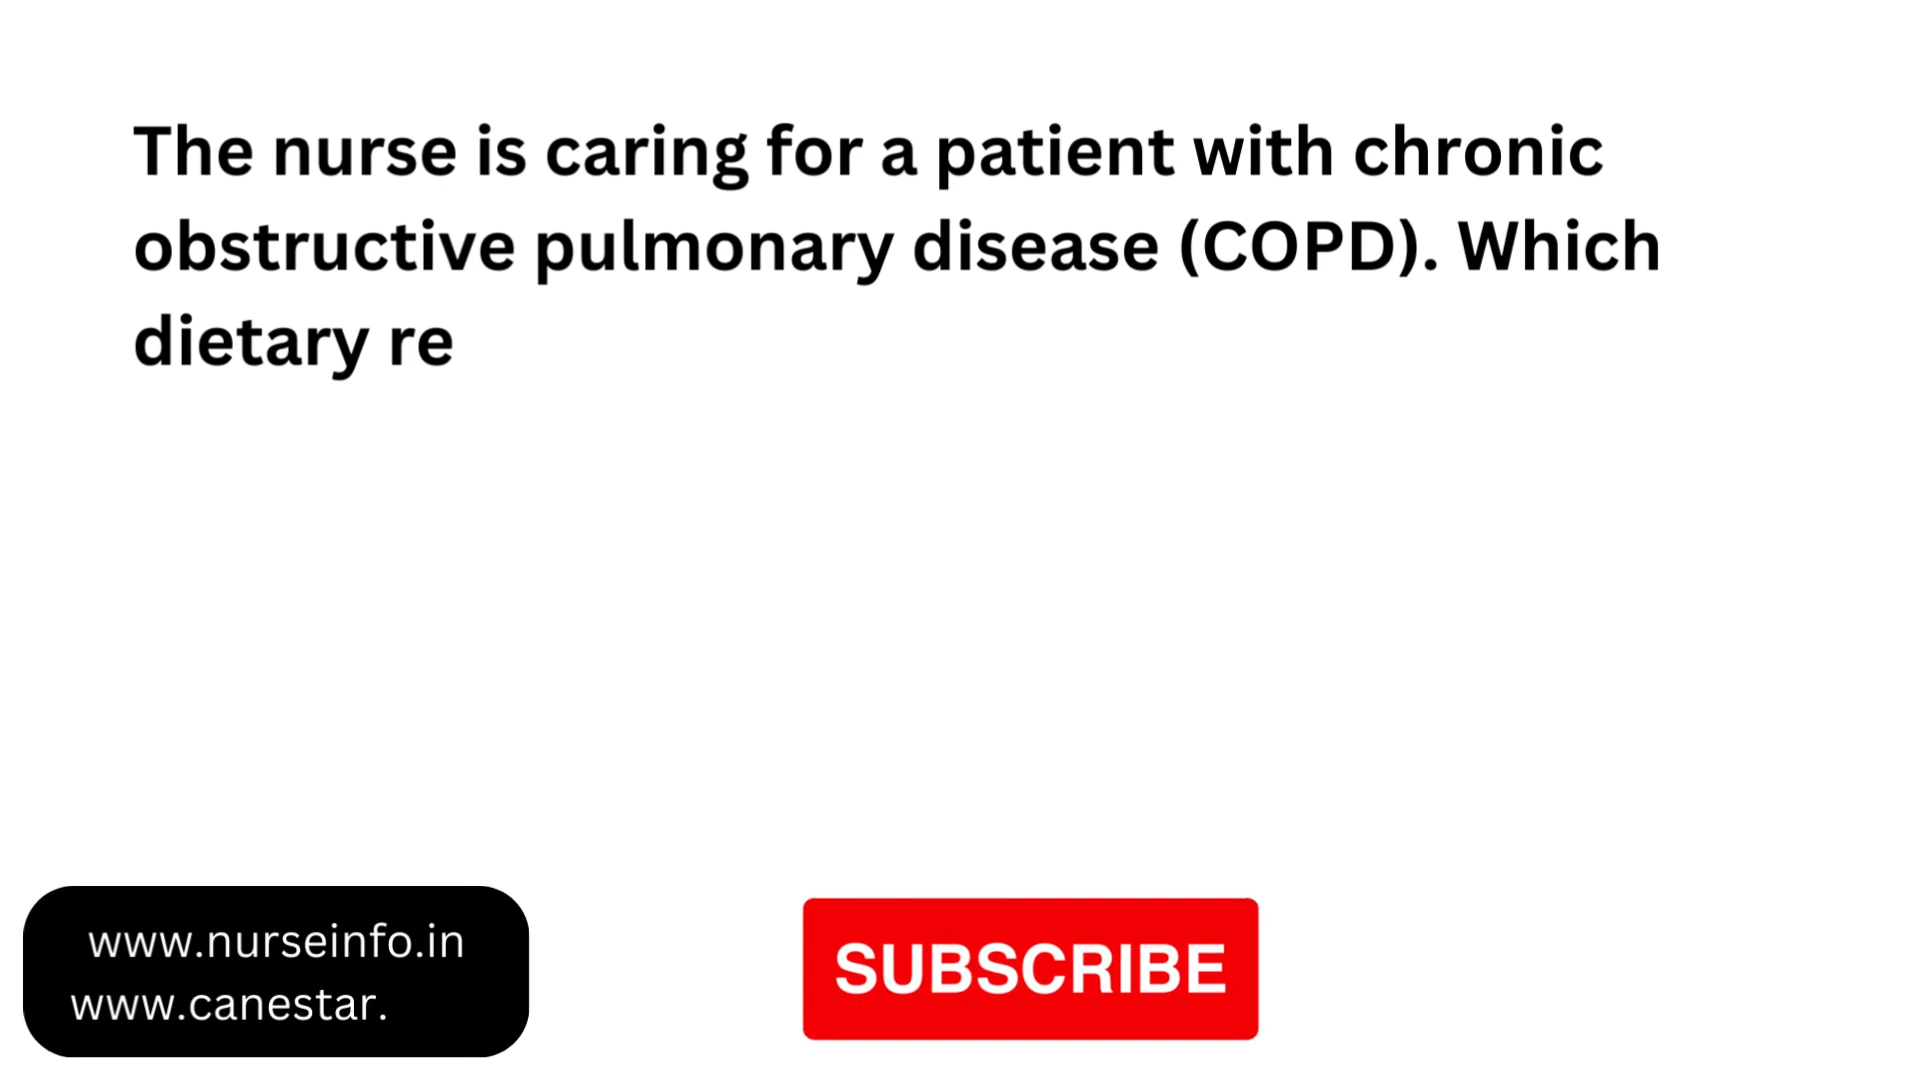 The nurse is caring for a patient with chronic
obstructive pulmonary disease (COPD). Which
dietary re
www.nurseinfo.in
www.canestar.
SUBSCRIBE